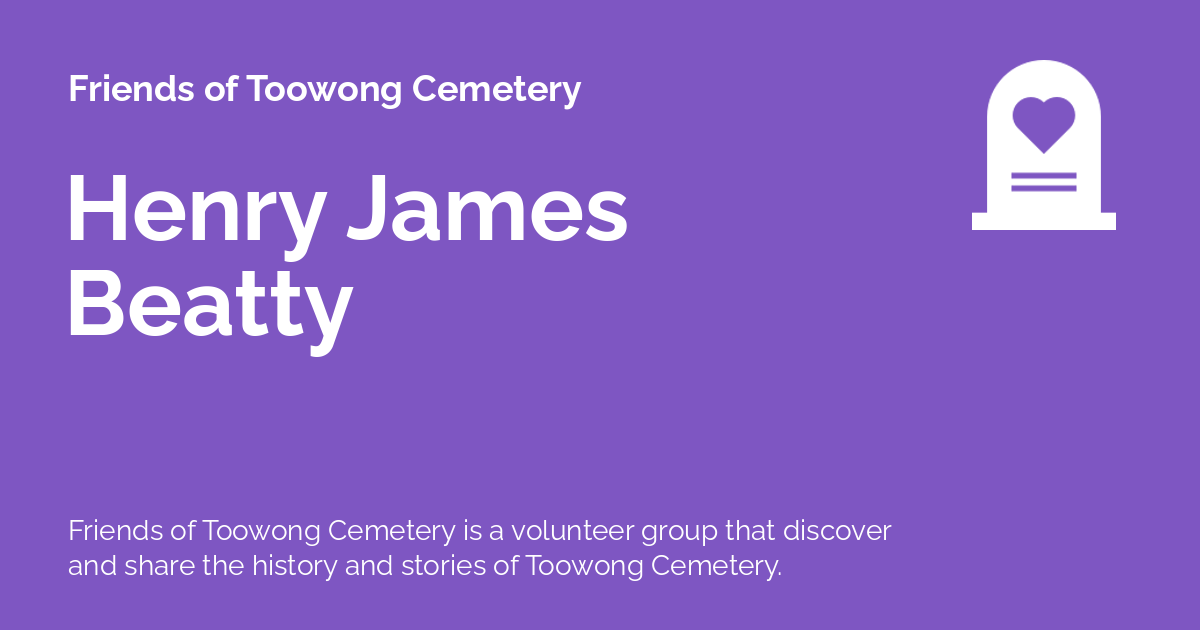 Friends of Toowong Cemetery
Henry James
Beatty
Friends of Toowong Cemetery is a volunteer group that discover
and share the history and stories of Toowong Cemetery.